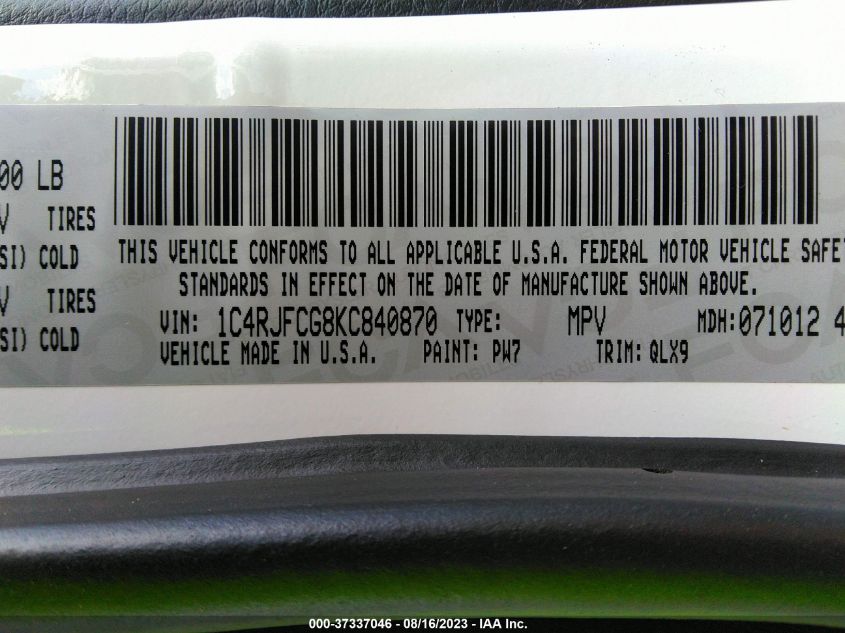 00 LB
V TIRES
SI) COLD
V TIRES
SI) COLD
THIS VEHICLE CONFORMS TO ALL APPLICABLE U.S.A. FEDERAL MOTOR VEHICLE SAFET
STANDARDS IN EFFECT ON THE DATE OF MANUFACTURE SHOWN ABOVE.
VIN: 1C4RJFCG8KC840870 TYPE: MPV MDH:071012 4
VEHICLE MADE IN U.S.A. PAINT: PW7 TRIM: QLX9
000-37337046 - 08/16/2023 - IAA Inc.